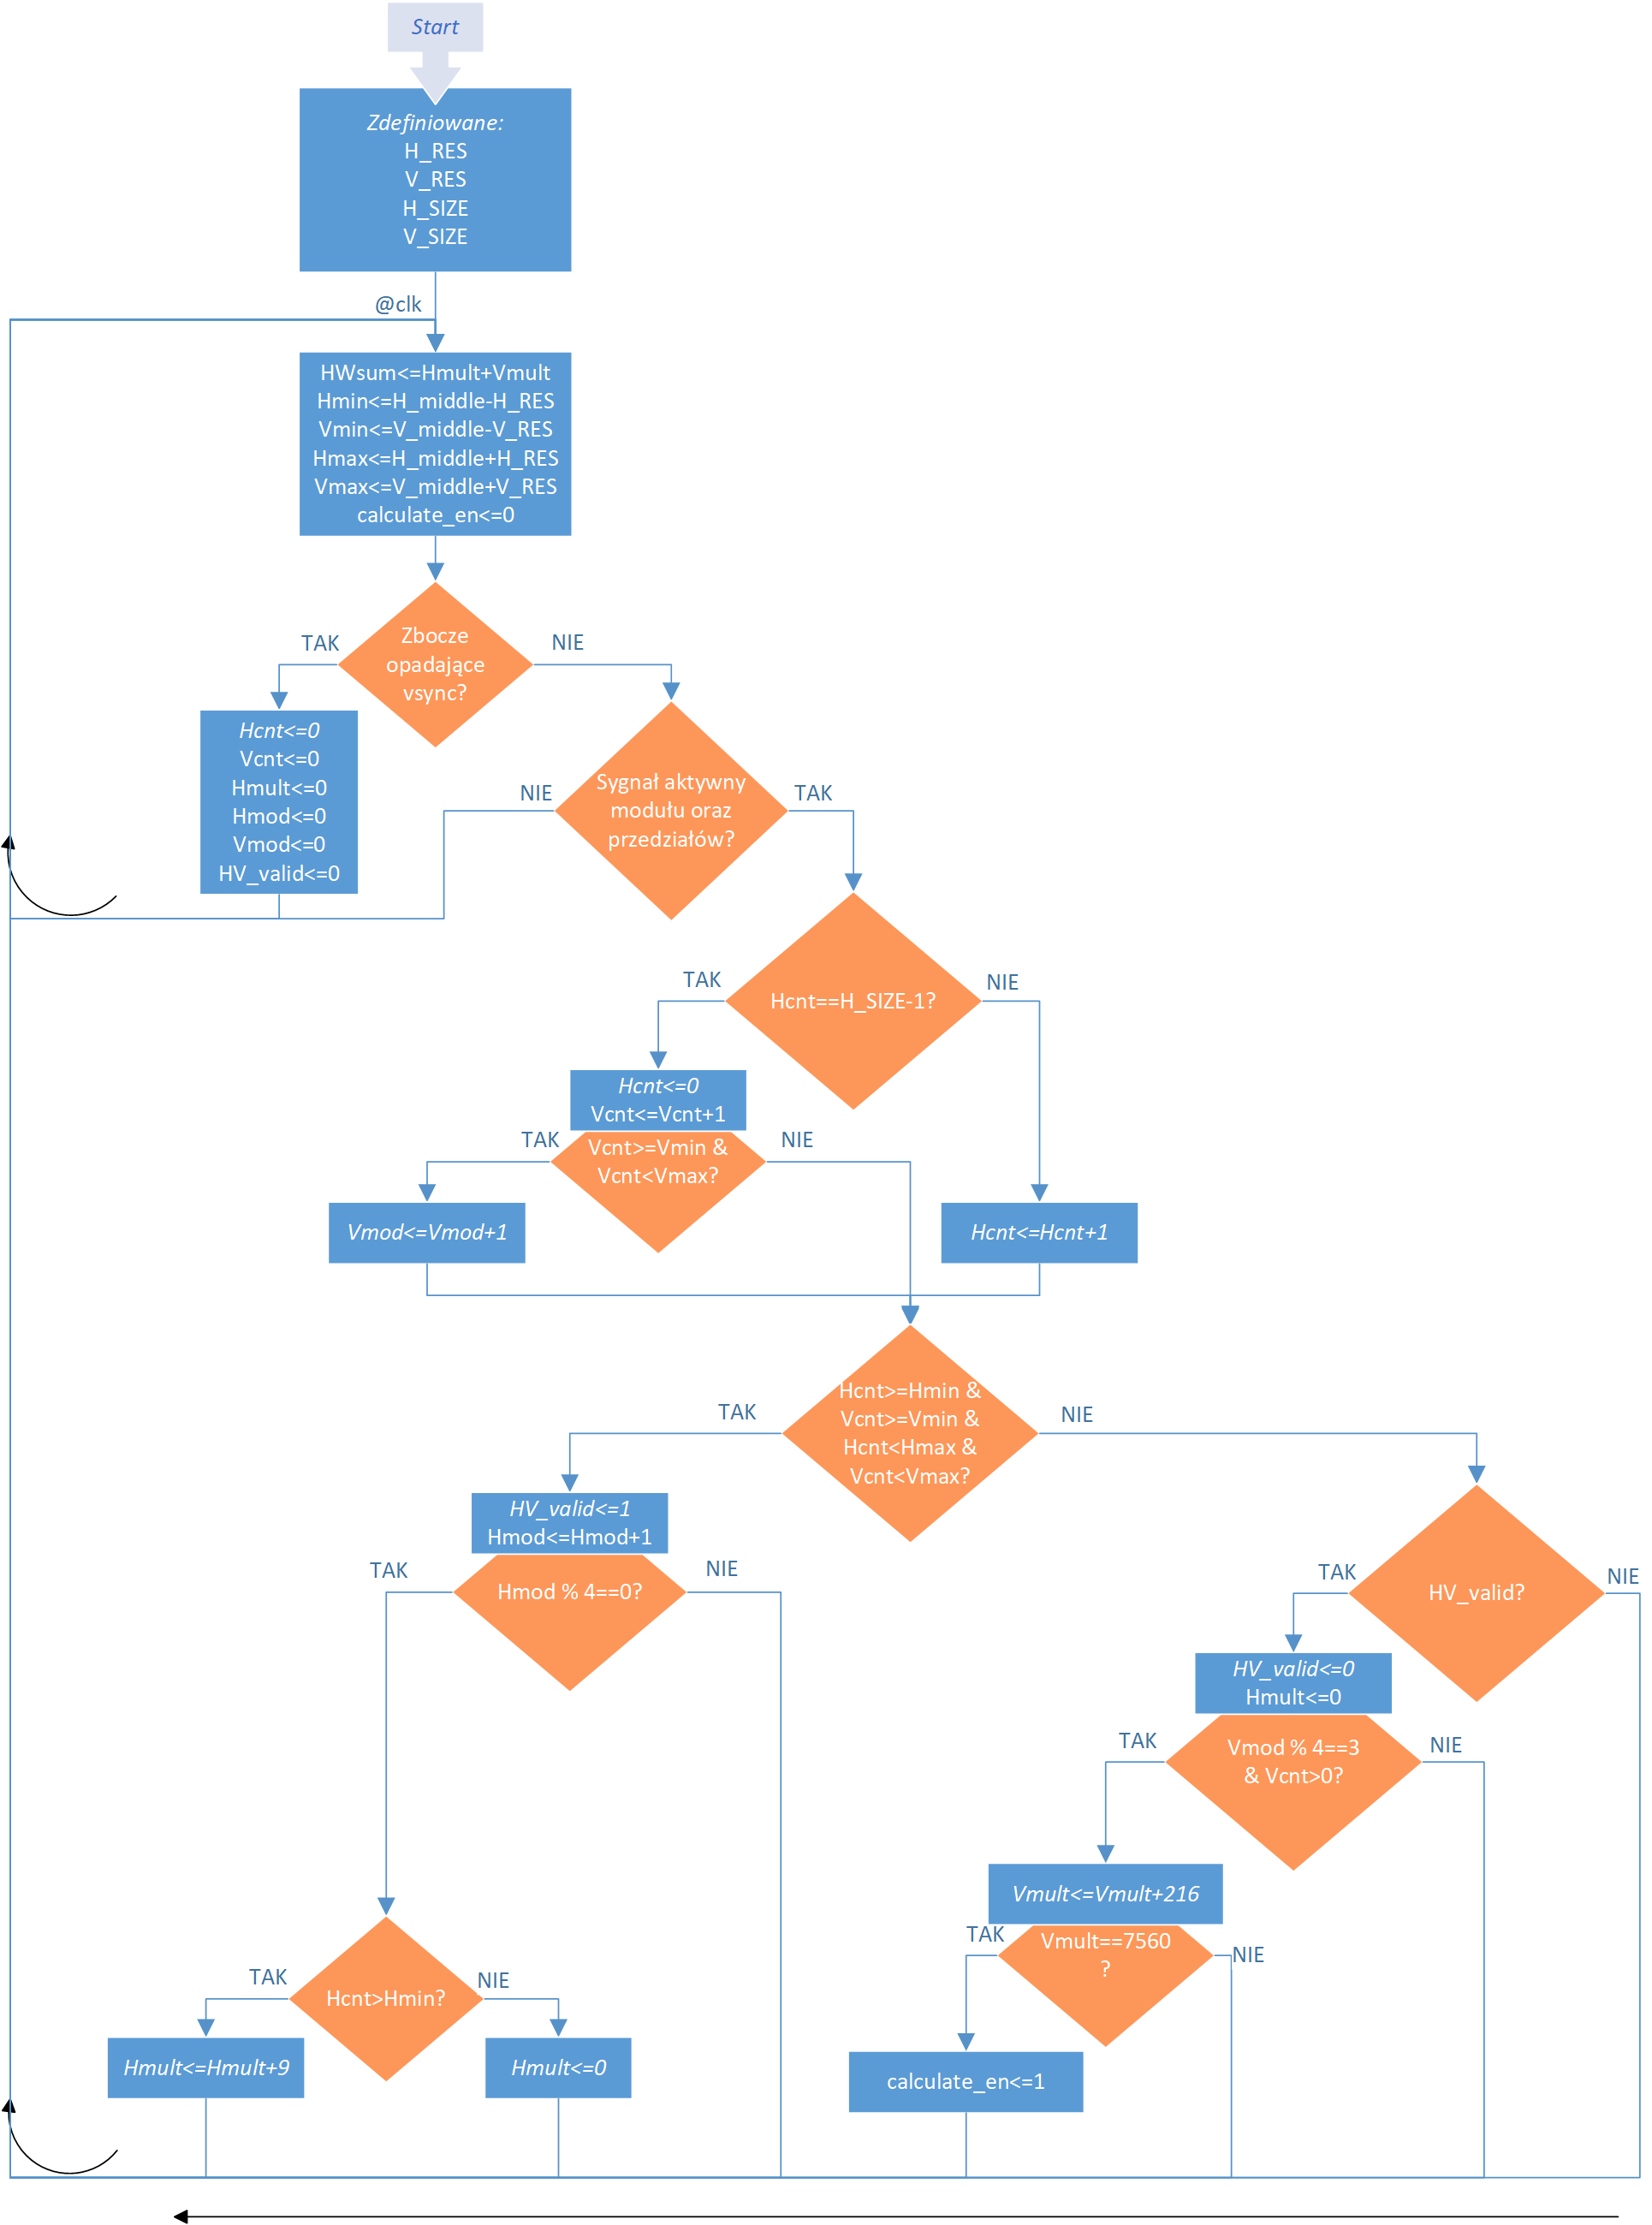 Start
Zdefiniowane:
H_RES
V_RES
H_SIZE
V_SIZE
@clk
HWsum<=Hmult+Vmult
Hmin<=H_middle-H_RES
Vmin<=V_middle-V_RES
Hmax<=H_middle+H_RES
Vmax<=V_middle+V_RES
calculate_en<=0
Zbocze
opadające
vsync?
TAK
NIE
Hcnt<=0
Vcnt<=0
Hmult<=0
Hmod<=0
Vmod<=0
HV_valid<=0
Sygnał aktywny
modułu oraz
przedziałów?
NIE
TAK
Hcnt==H_SIZE-1?
TAK
NIE
Hcnt<=0
Vcnt<=Vcnt+1
Vcnt>=Vmin &
Vcnt<Vmax?
TAK
NIE
Vmod<=Vmod+1
Hcnt<=Hcnt+1
Hcnt>=Hmin &
Vcnt>=Vmin &
Hcnt<Hmax &
Vcnt<Vmax?
TAK
NIE
HV_valid<=1
Hmod<=Hmod+1
Hmod % 4==0?
TAK
NIE
HV_valid?
TAK
NIE
HV_valid<=0
Hmult<=0
Vmod % 4==3
& Vcnt>0?
TAK
NIE
Vmult<=Vmult+216
Vmult==7560
?
TAK
NIE
Hcnt>Hmin?
TAK
NIE
Hmult<=Hmult+9
Hmult<=0
calculate_en<=1